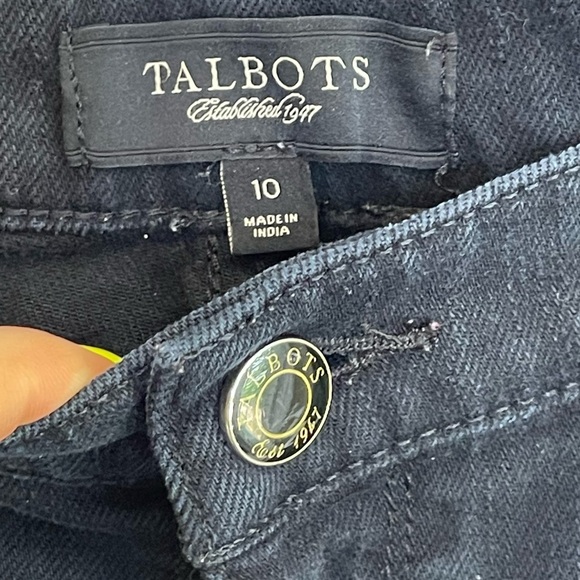 TALBOTS
Established 1947
10
MADE IN
INDIA
TALBOTS
Est 1947